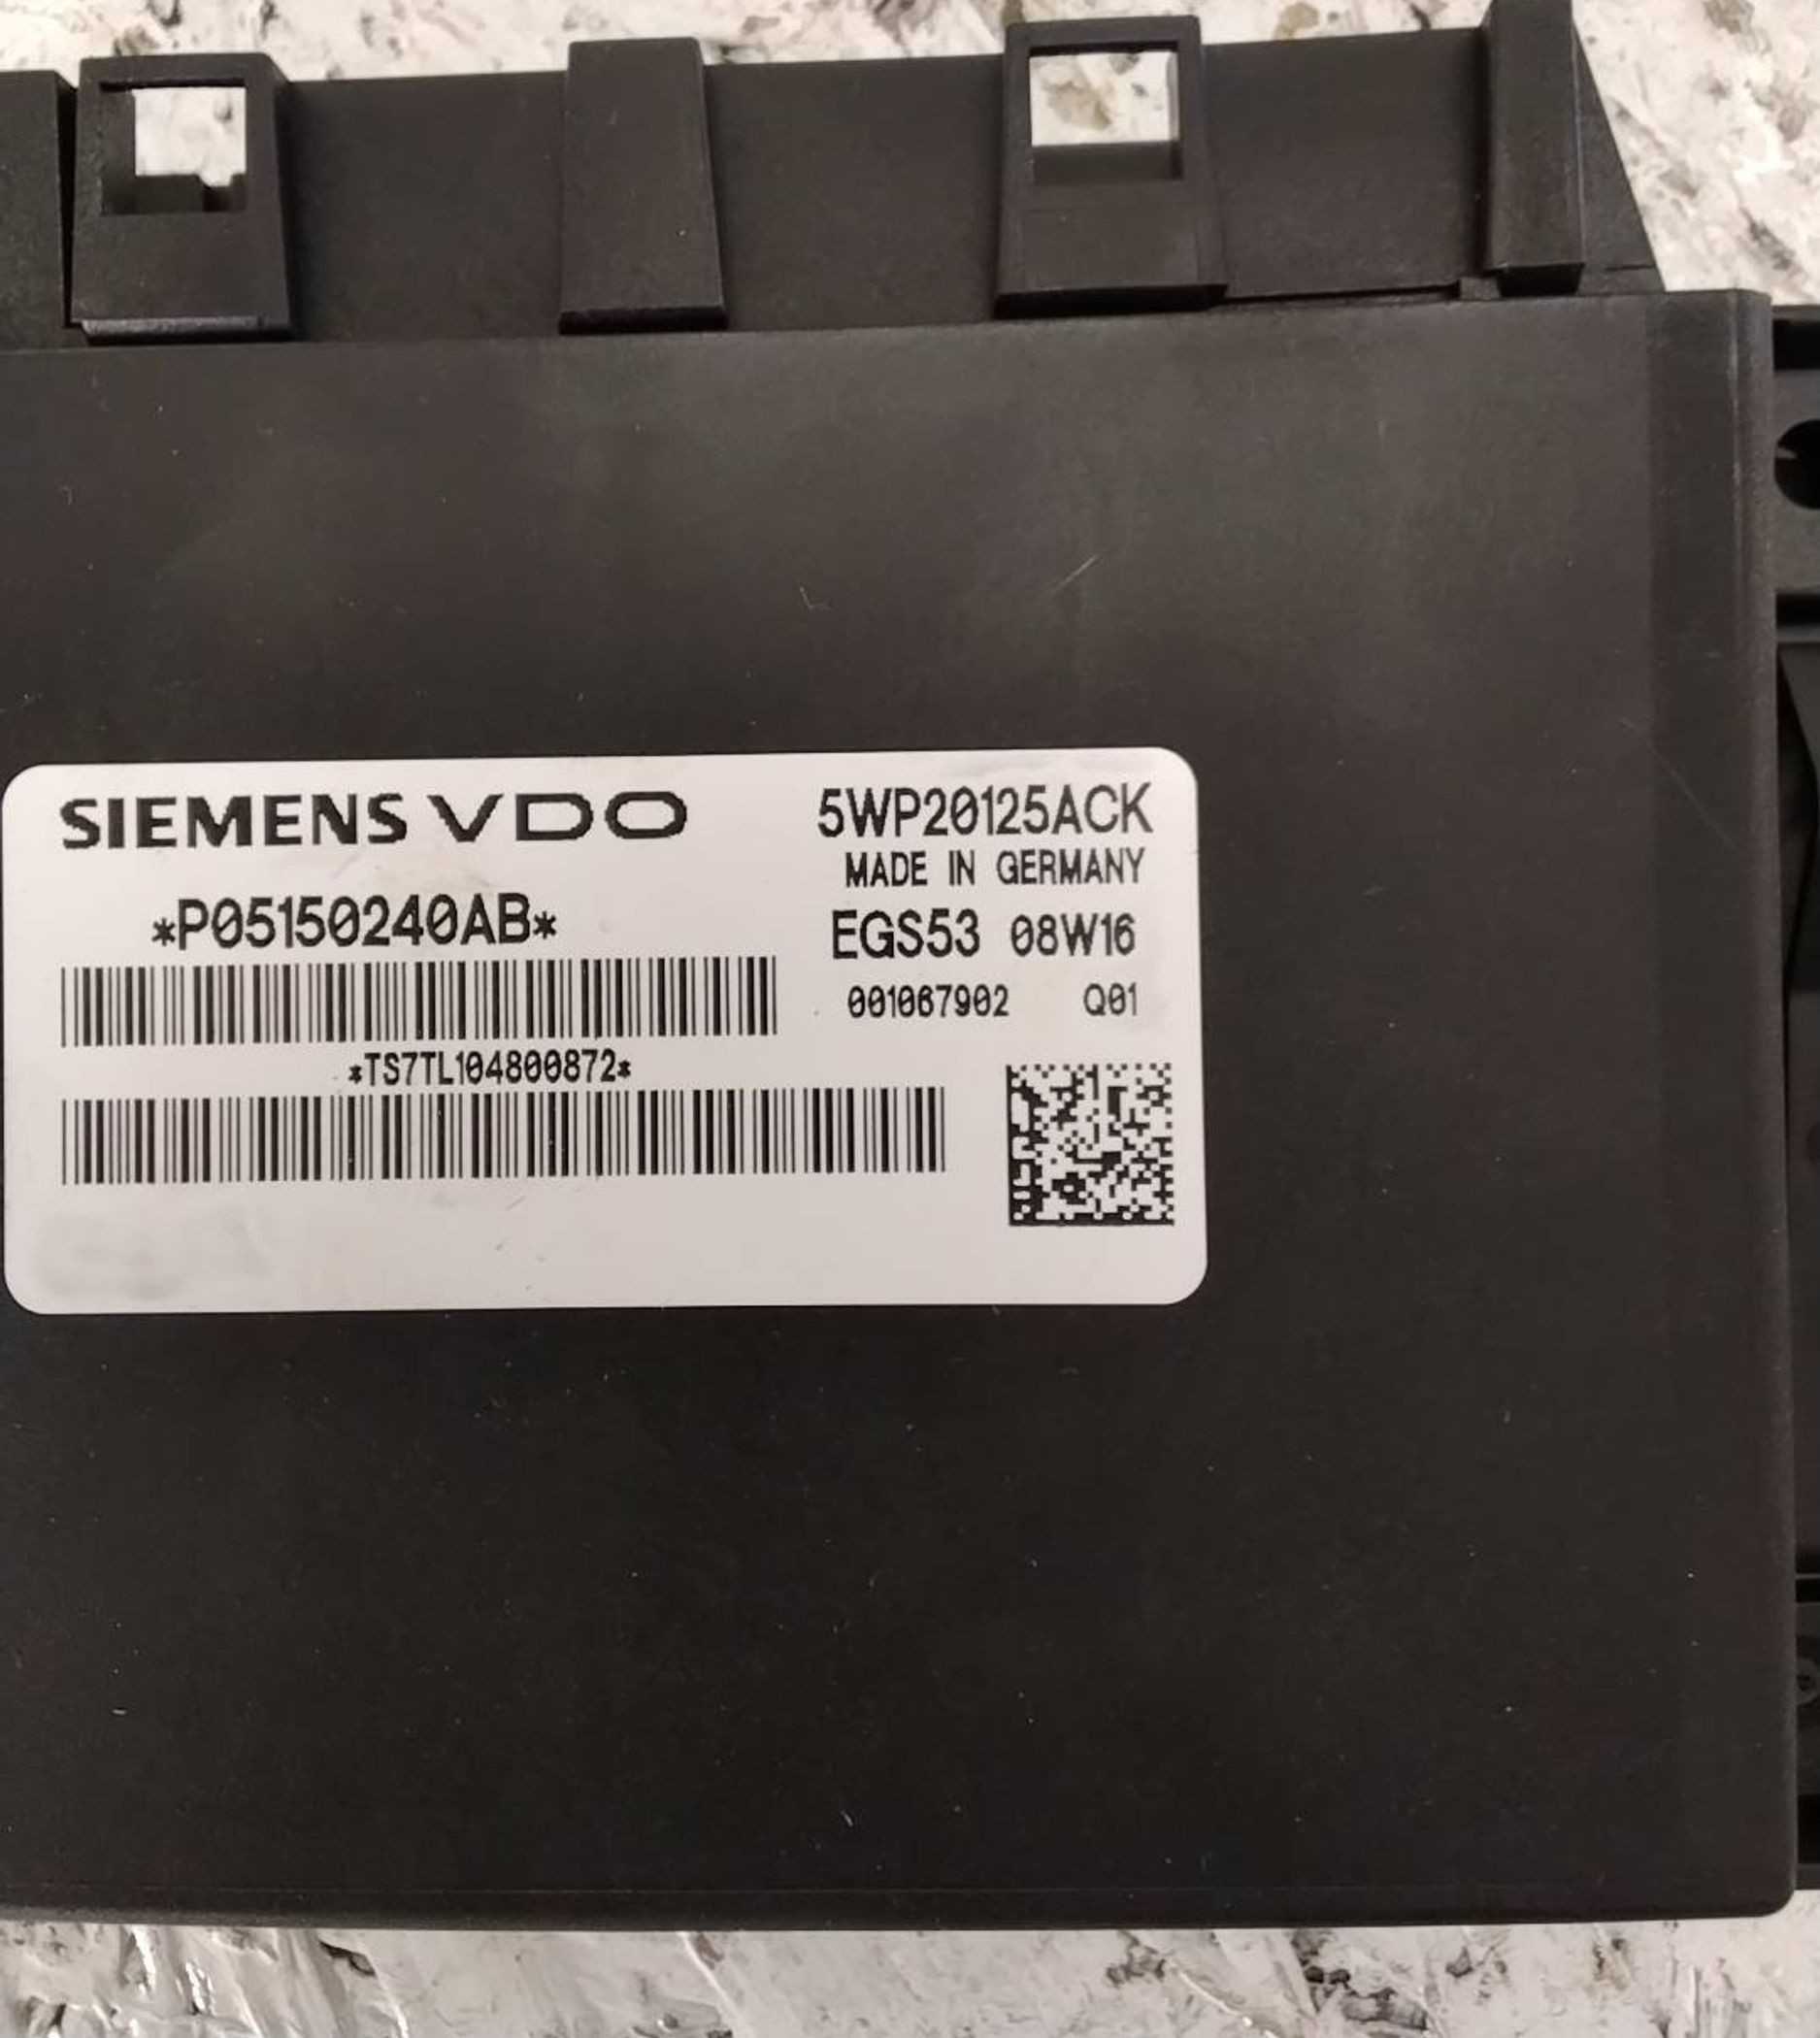 SIEMENS VDO
5WP20125ACK
MADE IN GERMANY
*P05150240AB*
EGS53 08W16
001067902 Q01
*TS7TL104800872*